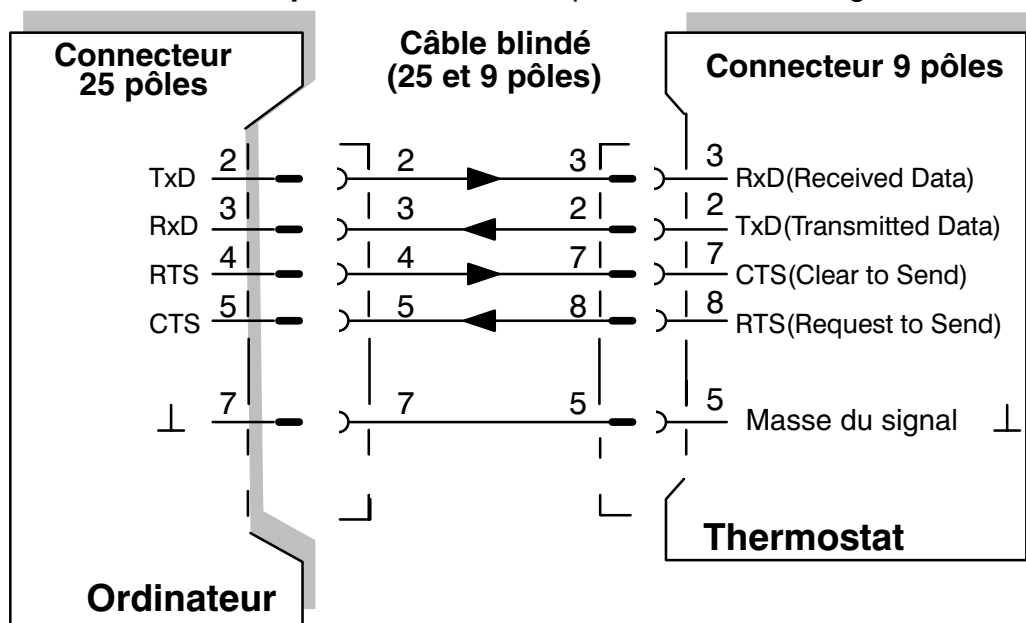 Connecteur
25 pôles
Câble blindé
(25 et 9 pôles)
Connecteur 9 pôles
TxD 2 2 3 3 RxD(Received Data)
RxD 3 3 2 2 TxD(Transmitted Data)
RTS 4 4 7 7 CTS(Clear to Send)
CTS 5 5 8 8 RTS(Request to Send)
7 7 5 5 Masse du signal
Thermostat
Ordinateur